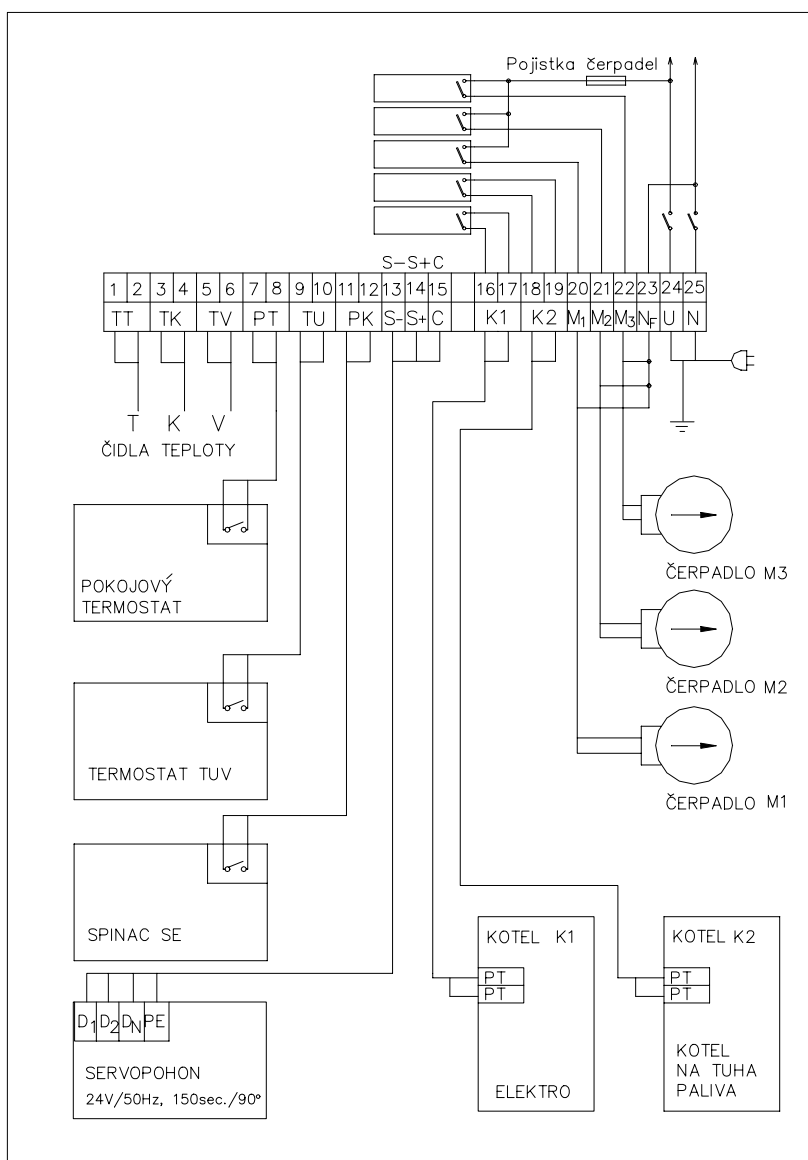 Pojistka čerpadel
S-S+C
1 2 3 4 5 6 7 8 9 10 11 12 13 14 15 16 17 18 19 20 21 22 23 24 25
TT TK TV PT TU PK S- S+ C K1 K2 M1 M2 M3 NF U N
T K V
ČIDLA TEPLOTY
POKOJOVÝ
TERMOSTAT
ČERPADLO M3
ČERPADLO M2
TERMOSTAT TUV
ČERPADLO M1
SPINAC SE
KOTEL K1
PT
PT
ELEKTRO
KOTEL K2
PT
PT
KOTEL
NA TUHA
PALIVA
D1 D2 DN PE
SERVOPOHON
24V/50Hz, 150sec./90°